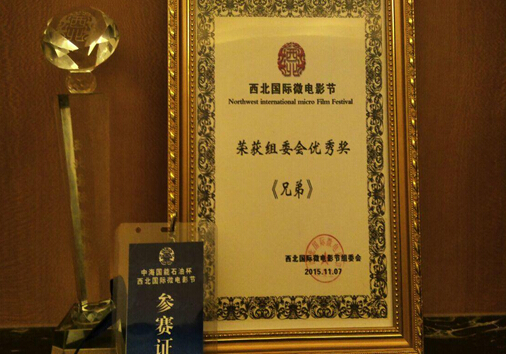 西北国际微电影节
Northwest international micro Film Festival
荣获组委会优秀奖
《兄弟》
西北国际微电影节组委会
2015.11.07
中海国能石油杯
西北国际微电影节
参赛证